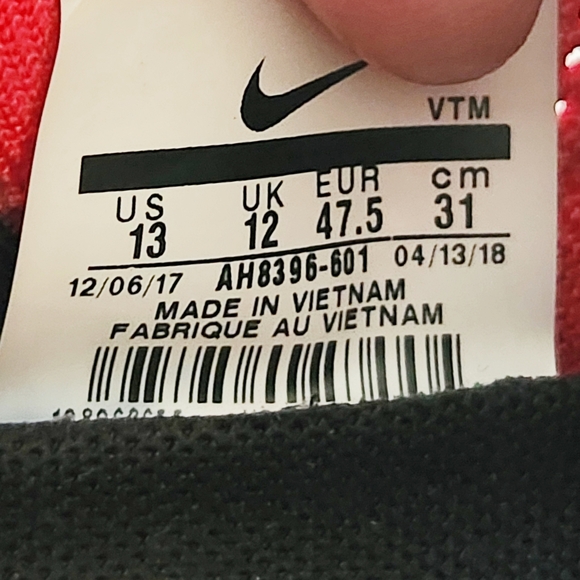 VTM
US UK EUR cm
13 12 47.5 31
12/06/17 AH8396-601 04/13/18
MADE IN VIETNAM
FABRIQUE AU VIETNAM